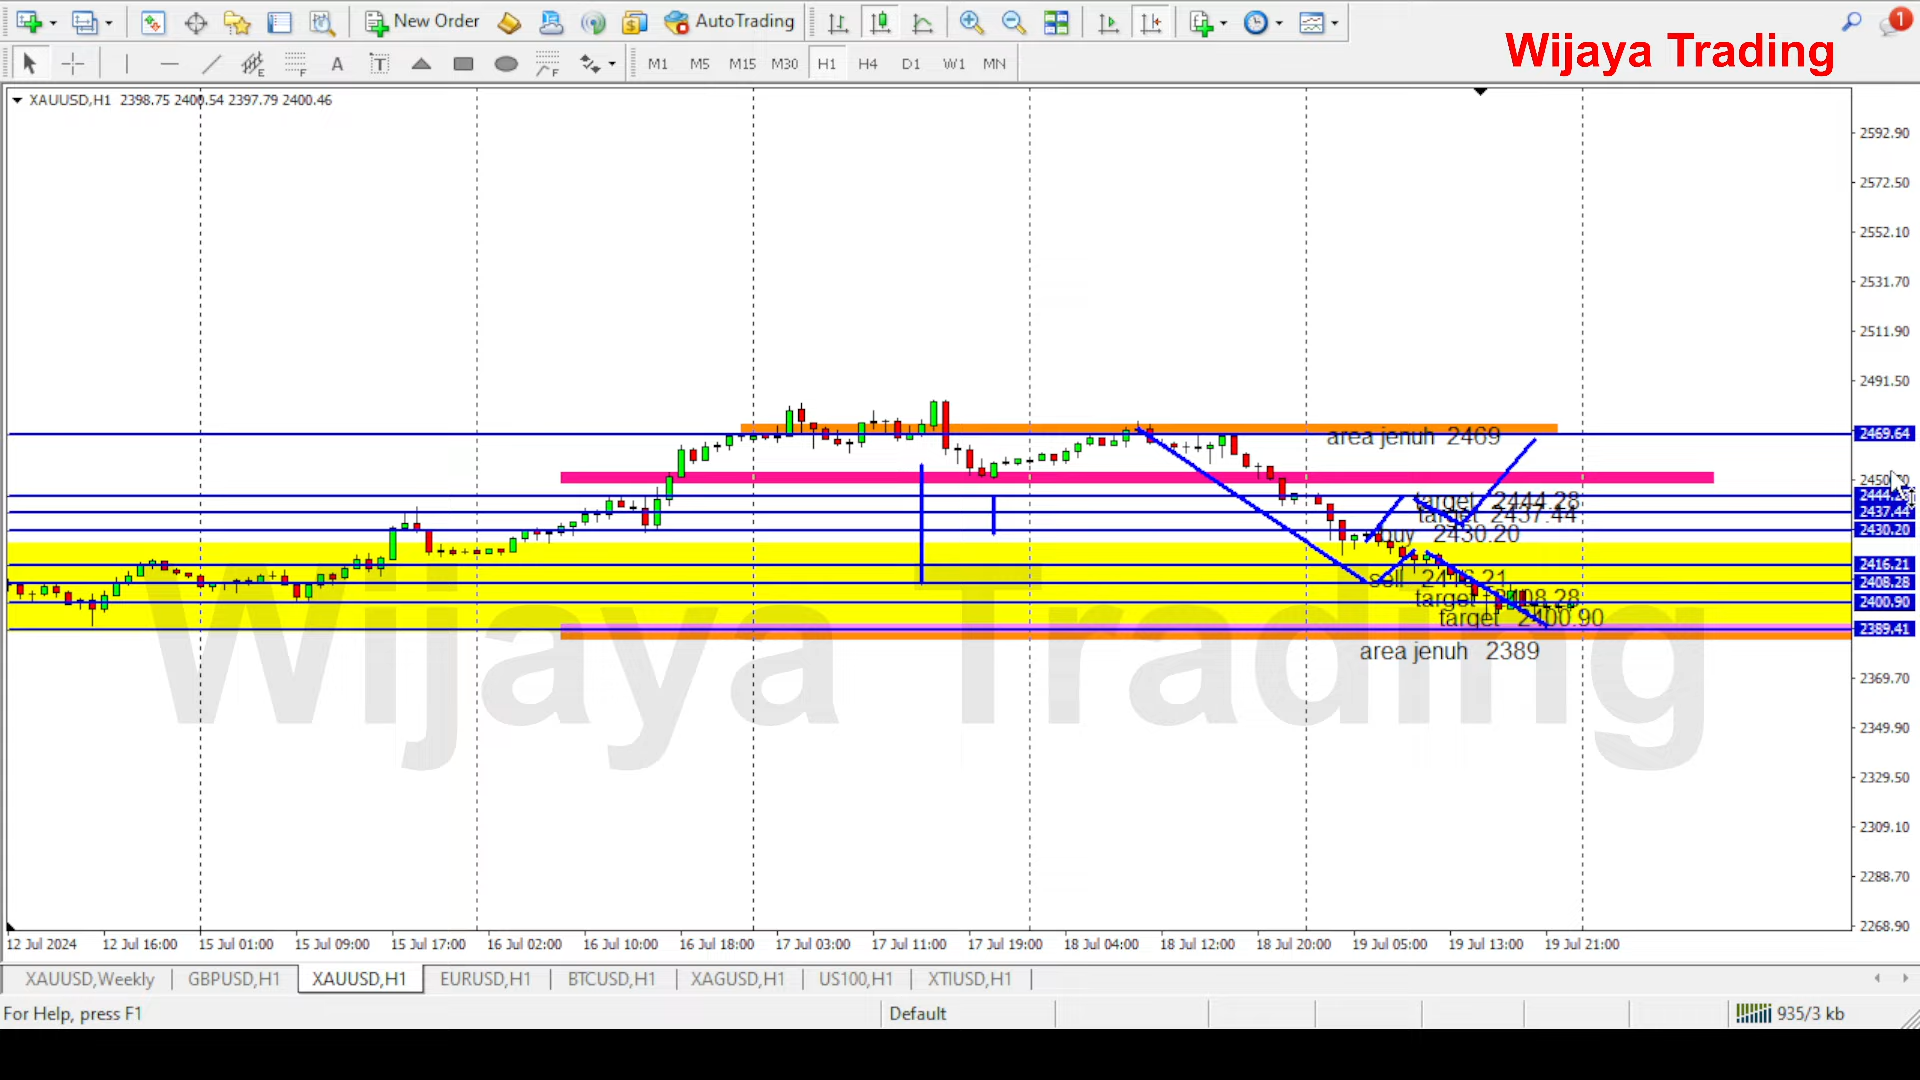 New Order
AutoTrading
1
Wijaya Trading
E
F
A
T
F
M1 M5 M15 M30 H1 H4 D1 W1 MN
XAUUSD,H1 2398.75 2400.54 2397.79 2400.46
2592.90
2572.50
2552.10
2531.70
2511.90
2491.50
area jenuh 2469
2469.64
target 2444.28
target 2437.44
2437.44
buy 2430.20
2430.20
2416.21
sell 2416.21
2408.28
target 2408.28
2400.90
target 2400.90
2389.41
area jenuh 2389
Wijaya Trading
2369.70
2349.90
2329.50
2309.10
2288.70
2268.90
12 Jul 2024 12 Jul 16:00 15 Jul 01:00 15 Jul 09:00 15 Jul 17:00 16 Jul 02:00 16 Jul 10:00 16 Jul 18:00 17 Jul 03:00 17 Jul 11:00 17 Jul 19:00 18 Jul 04:00 18 Jul 12:00 18 Jul 20:00 19 Jul 05:00 19 Jul 13:00 19 Jul 21:00
XAUUSD,Weekly GBPUSD,H1 XAUUSD,H1 EURUSD,H1 BTCUSD,H1 XAGUSD,H1 US100,H1 XTIUSD,H1
For Help, press F1 Default 935/3 kb